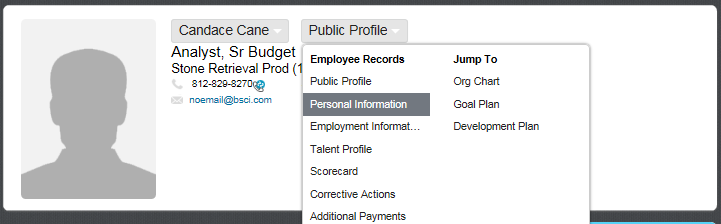 Candace Cane
Public Profile
Analyst, Sr Budget
Stone Retrieval Prod (1
812-829-8270
noemail@bsci.com
Employee Records
Public Profile
Personal Information
Employment Informat...
Talent Profile
Scorecard
Corrective Actions
Additional Payments
Jump To
Org Chart
Goal Plan
Development Plan